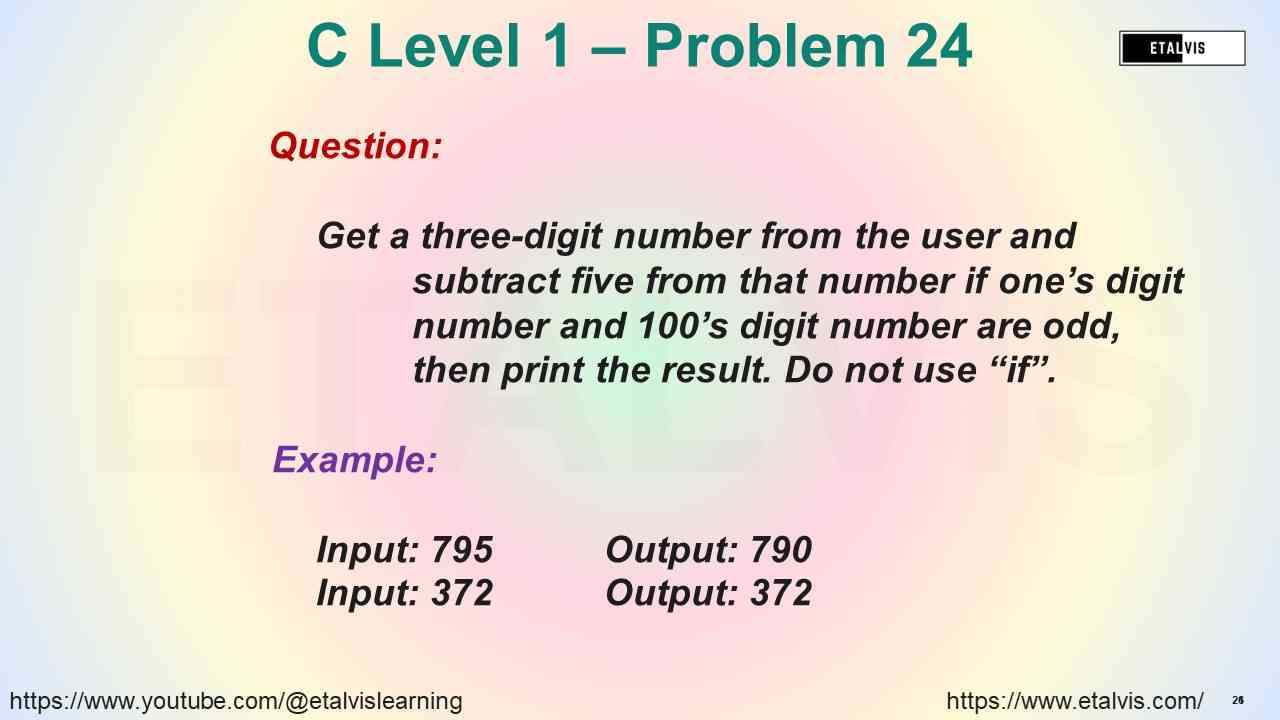 C Level 1 – Problem 24
ETALVIS
Question:
Get a three-digit number from the user and
subtract five from that number if one’s digit
number and 100’s digit number are odd,
then print the result. Do not use “if”.
Example:
Input: 795 Output: 790
Input: 372 Output: 372
https://www.youtube.com/@etalvislearning https://www.etalvis.com/